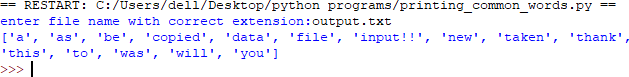 == RESTART: C:/Users/dell/Desktop/python programs/printing_common_words.py ==
enter file name with correct extension:output.txt
['a', 'as', 'be', 'copied', 'data', 'file', 'input!!', 'new', 'taken', 'thank',
'this', 'to', 'was', 'will', 'you']
>>>